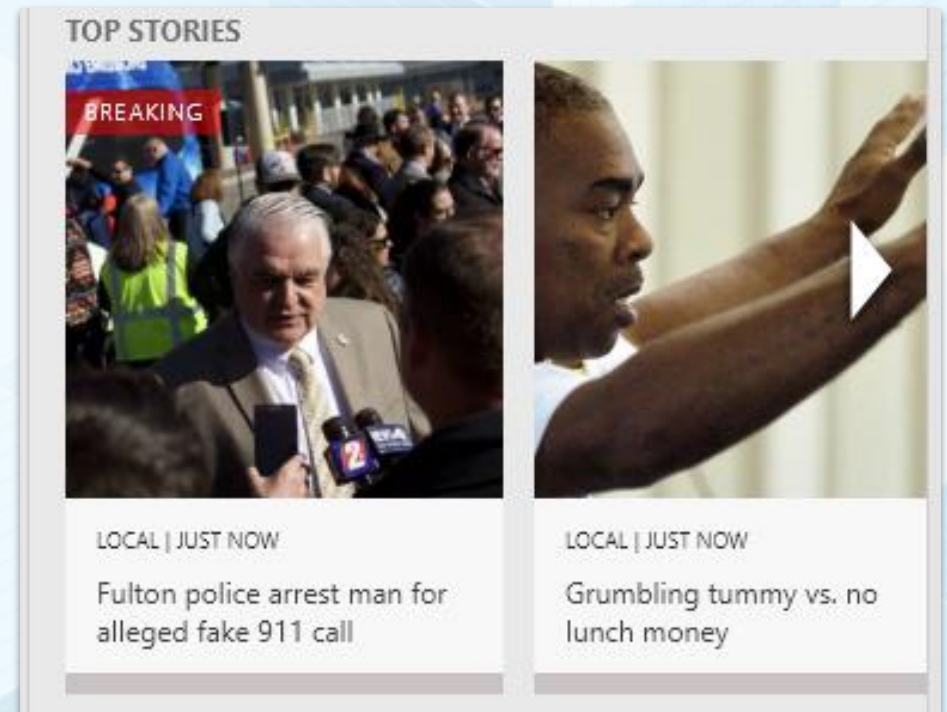 TOP STORIES
BREAKING
2
LOCAL | JUST NOW
Fulton police arrest man for
alleged fake 911 call
LOCAL | JUST NOW
Grumbling tummy vs. no
lunch money